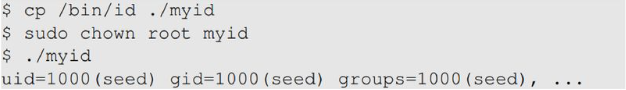 $ cp /bin/id ./myid
$ sudo chown root myid
$ ./myid
uid=1000(seed) gid=1000(seed) groups=1000(seed), ...